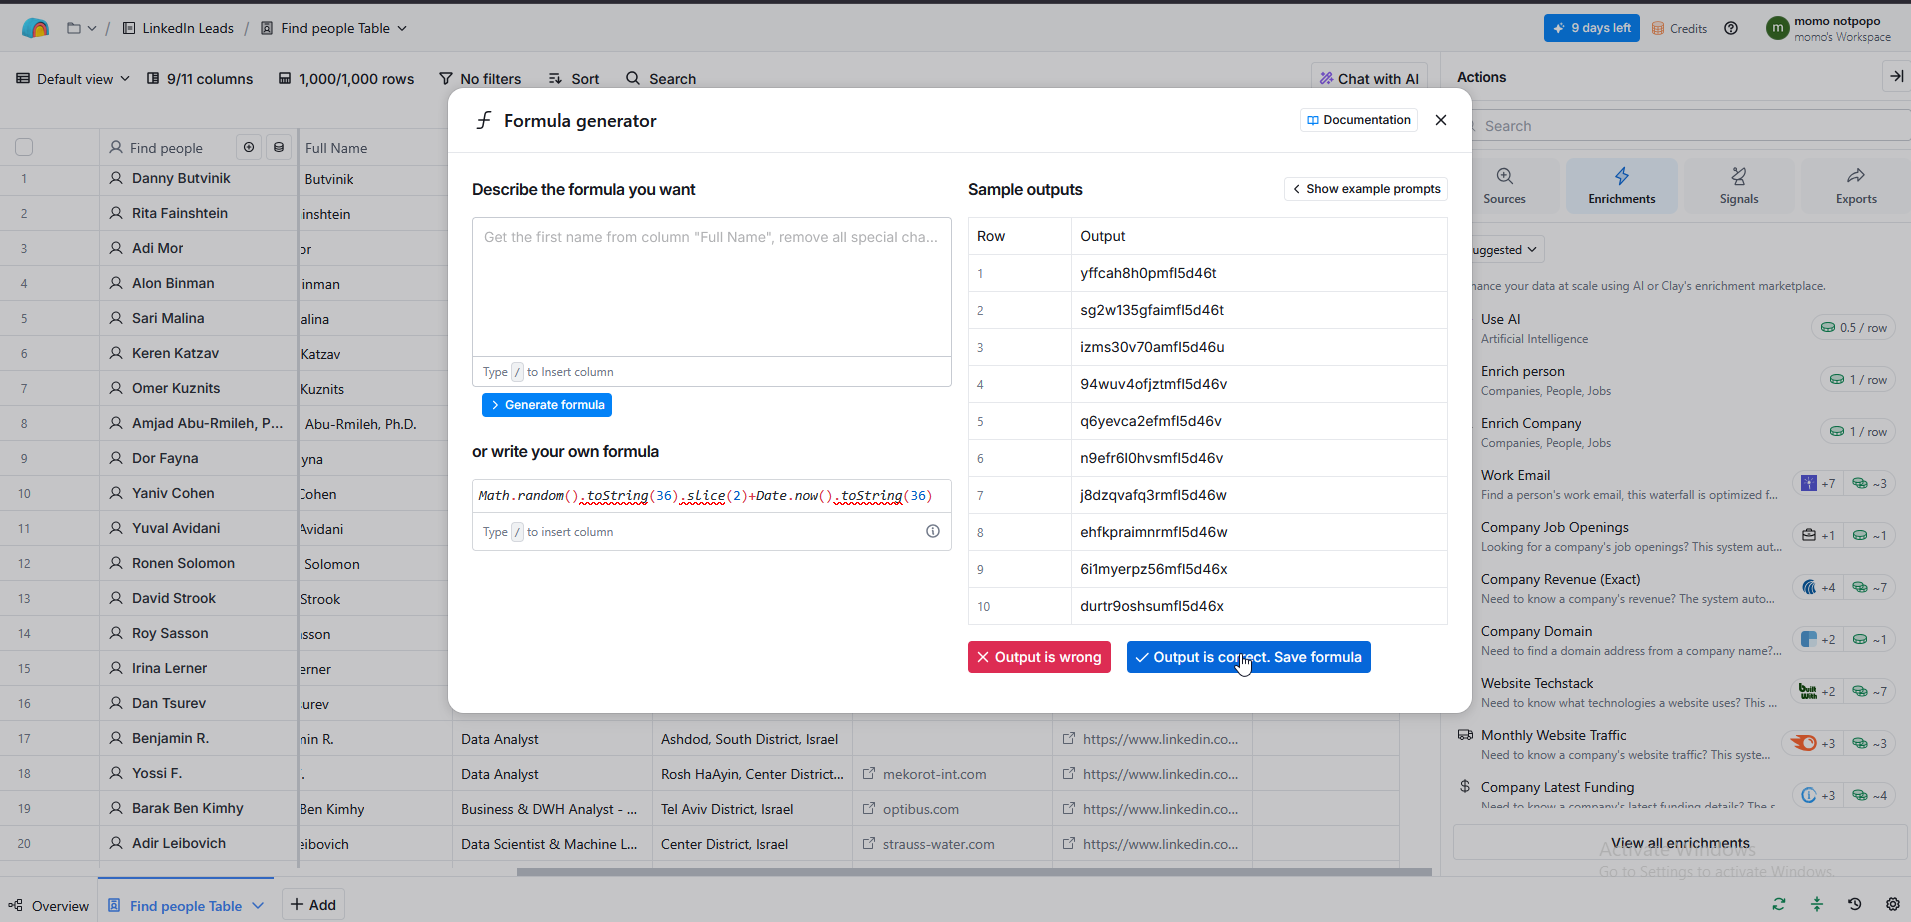 / LinkedIn Leads / Find people Table
9 days left
Credits
m
momo notpopo
momo's Workspace
Default view
9/11 columns
1,000/1,000 rows
No filters
Sort
Search
Chat with AI
Actions
Search
Sources
Enrichments
Signals
Exports
uggested
ance your data at scale using AI or Clay's enrichment marketplace.
Use AI
Artificial Intelligence
0.5 / row
Enrich person
Companies, People, Jobs
1 / row
Enrich Company
Companies, People, Jobs
1 / row
Work Email
Find a person's work email, this waterfall is optimized f...
+7 ~3
Company Job Openings
Looking for a company's job openings? This system aut...
+1 ~1
Company Revenue (Exact)
Need to know a company's revenue? The system auto...
+4 ~7
Company Domain
Need to find a domain address from a company name?...
+2 ~1
Website Techstack
Need to know what technologies a website uses? This ...
built With +2 ~7
Monthly Website Traffic
Need to know a company's website traffic? This syste...
+3 ~3
Company Latest Funding
Need to know a company's latest funding details? The s
+3 ~4
View all enrichments
Activate Windows
Go to Settings to activate Windows.
Formula generator
Documentation
Describe the formula you want
Get the first name from column "Full Name", remove all special cha...
Type / to Insert column
Generate formula
or write your own formula
Math.random().toString(36).slice(2)+Date.now().toString(36)
Type / to insert column
Sample outputs
Show example prompts
Row Output
1 yffcah8h0pmfl5d46t
2 sg2w135gfaimfl5d46t
3 izms30v70amfl5d46u
4 94wuv4ofjztmfl5d46v
5 q6yevca2efmfl5d46v
6 n9efr6l0hvsmfl5d46v
7 j8dzqvafq3rmfl5d46w
8 ehfkpraimnrmfl5d46w
9 6i1myerpz56mfl5d46x
10 durtr9oshsumfl5d46x
Output is wrong
Output is correct. Save formula
Find people Full Name
1 Danny Butvinik Butvinik
2 Rita Fainshtein inshtein
3 Adi Mor or
4 Alon Binman inman
5 Sari Malina alina
6 Keren Katzav Katzav
7 Omer Kuznits Kuznits
8 Amjad Abu-Rmileh, P... Abu-Rmileh, Ph.D.
9 Dor Fayna yna
10 Yaniv Cohen Cohen
11 Yuval Avidani Avidani
12 Ronen Solomon Solomon
13 David Strook Strook
14 Roy Sasson sson
15 Irina Lerner erner
16 Dan Tsurev urev
17 Benjamin R. nin R. Data Analyst Ashdod, South District, Israel https://www.linkedin.co...
18 Yossi F. . Data Analyst Rosh HaAyin, Center District... mekorot-int.com https://www.linkedin.co...
19 Barak Ben Kimhy Ben Kimhy Business & DWH Analyst - ... Tel Aviv District, Israel optibus.com https://www.linkedin.co...
20 Adir Leibovich eibovich Data Scientist & Machine L... Center District, Israel strauss-water.com https://www.linkedin.co...
Overview
Find people Table
+ Add